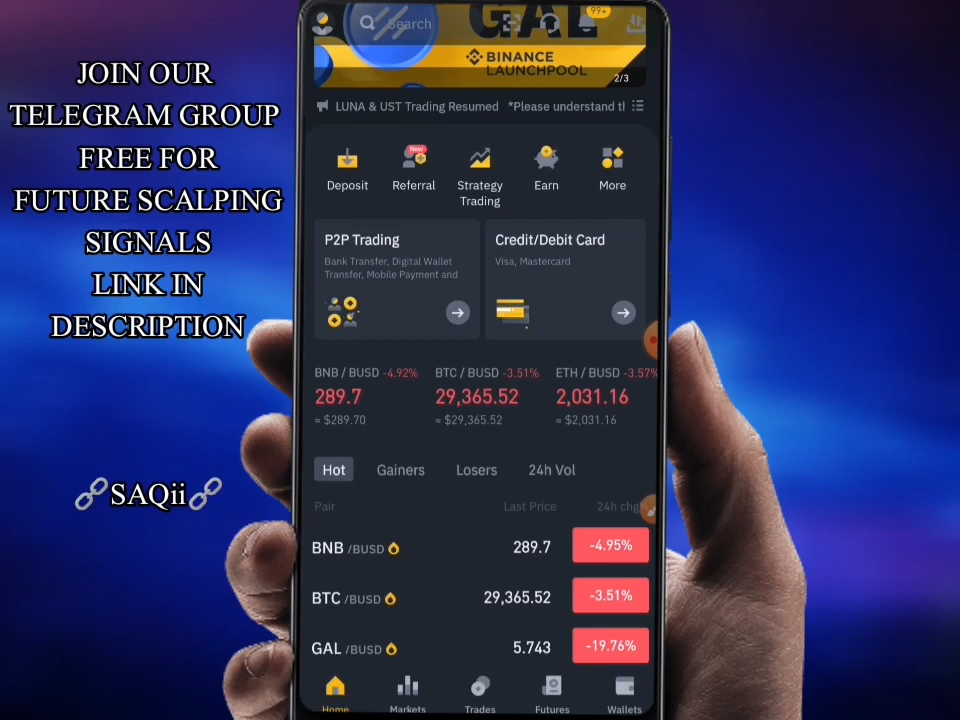 JOIN OUR
TELEGRAM GROUP
FREE FOR
FUTURE SCALPING
SIGNALS
LINK IN
DESCRIPTION
SAQii
GAL
Search
99+
BINANCE
LAUNCHPOOL
2/3
LUNA & UST Trading Resumed *Please understand tl
Deposit
New
Referral
Strategy
Trading
Earn
More
P2P Trading
Bank Transfer, Digital Wallet
Transfer, Mobile Payment and
Credit/Debit Card
Visa, Mastercard
BNB / BUSD -4.92% BTC / BUSD -3.51% ETH / BUSD -3.57%
289.7 29,365.52 2,031.16
≈ $289.70 ≈ $29,365.52 ≈ $2,031.16
Hot Gainers Losers 24h Vol
Pair Last Price 24h chg
BNB /BUSD 289.7 -4.95%
BTC /BUSD 29,365.52 -3.51%
GAL /BUSD 5.743 -19.76%
Home Markets Trades Futures Wallets